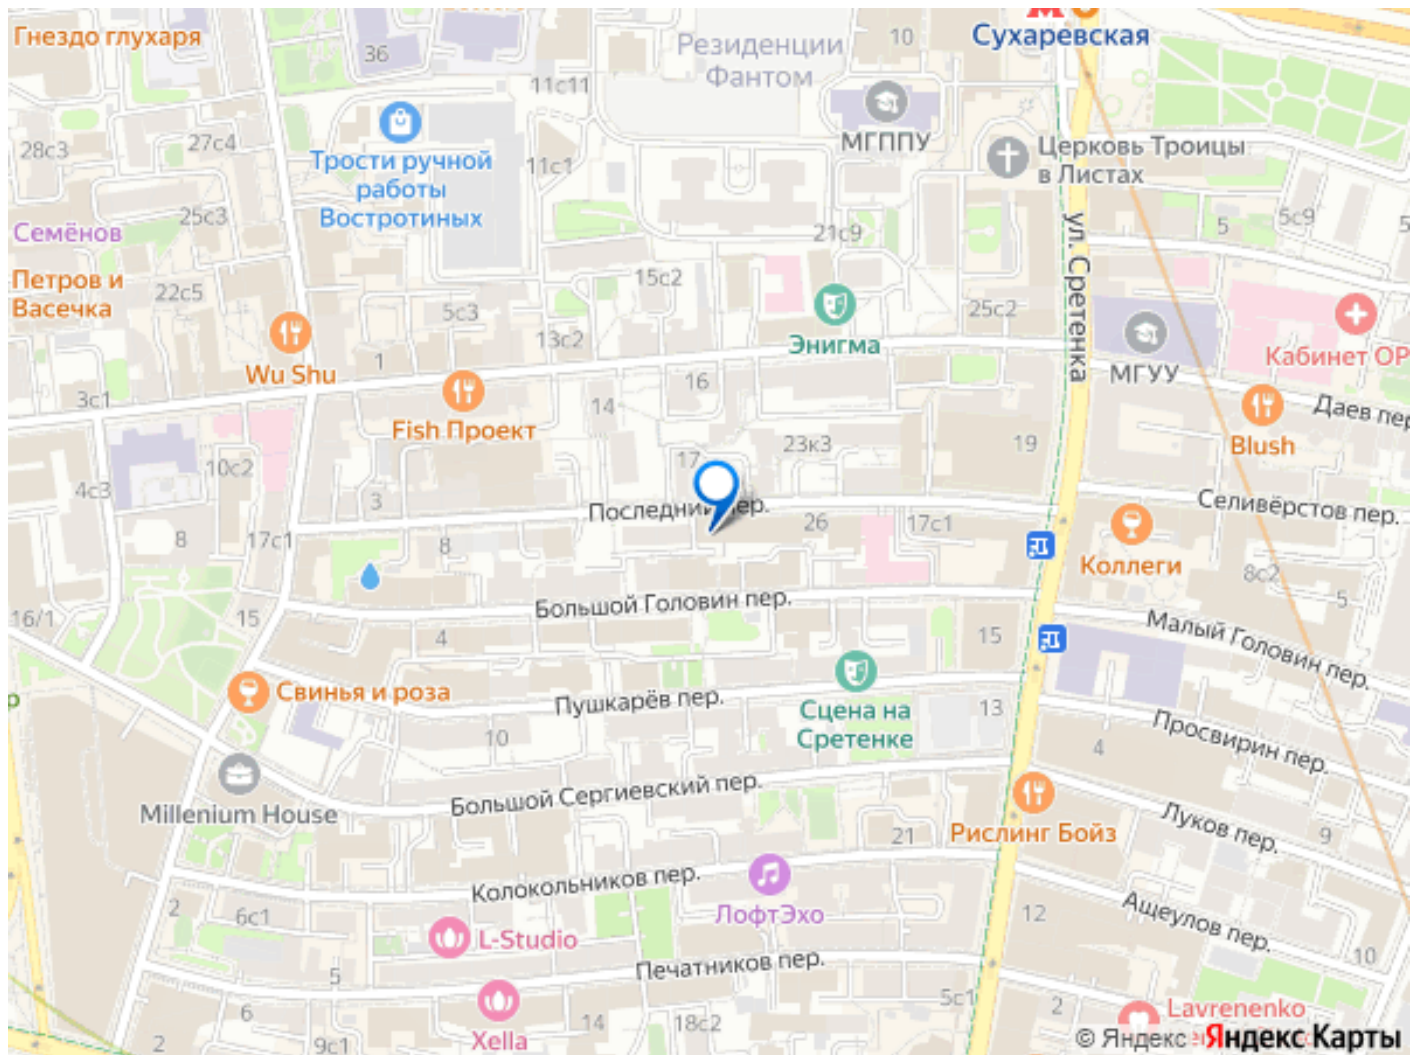 Гнездо глухаря
36
Резиденции
Фантом
10
Сухаревская
11с11
МГППУ
Церковь Троицы
в Листах
28с3
27с4
Трости ручной
работы
Востротиных
11с1
25с3
Семёнов
21с9
5с9
5
5
ул. Сретенка
Петров и
Васечка
22с5
15с2
5с3
25с2
13с2
Энигма
Кабинет ОР
1
Wu Shu
16
МГУУ
3с1
14
Fish Проект
Даев пер
Blush
23к3
19
10с2
17
4с3
3
Последний пер.
26
17с1
Селивёрстов пер.
8
17с1
8
Коллеги
8с2
5
16/1
15
Большой Головин пер.
Малый Головин пер.
4
15
Свинья и роза
Пушкарёв пер.
Сцена на
Сретенке
13
Просвирин пер.
10
4
Millenium House
Большой Сергиевский пер.
Луков пер.
21
Рислинг Бойз
9
Колокольников пер.
ЛофтЭхо
2
6с1
12
Ащеулов пер.
L-Studio
10
Печатников пер.
5
5с1
2
6
Xella
14
18с2
Lavrenenko
2
9с1
© Яндекс Яндекс Карты